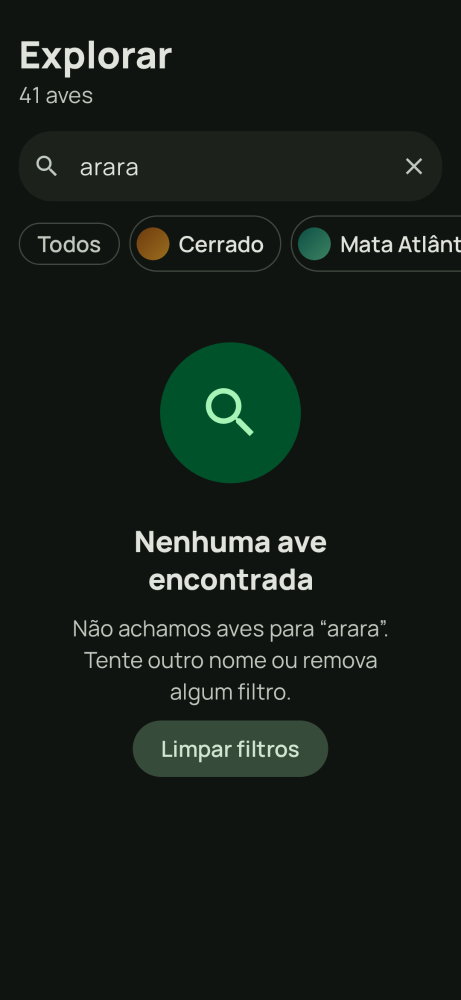 Explorar
41 aves
arara
Todos
Cerrado
Mata Atlânt
Nenhuma ave
encontrada
Não achamos aves para “arara”.
Tente outro nome ou remova
algum filtro.
Limpar filtros